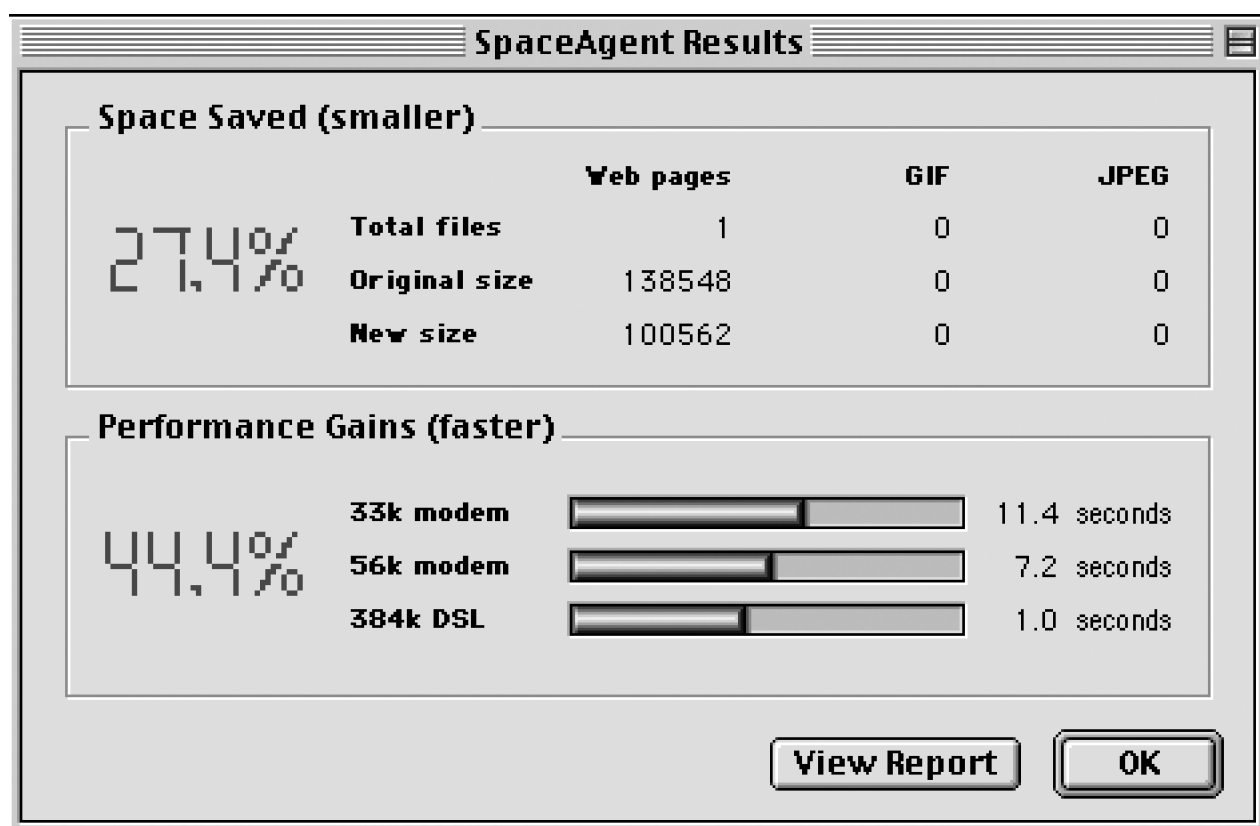 SpaceAgent Results
Space Saved (smaller)
Web pages GIF JPEG
27.4%
Total files 1 0 0
Original size 138548 0 0
New size 100562 0 0
Performance Gains (faster)
44.4%
33k modem 11.4 seconds
56k modem 7.2 seconds
384k DSL 1.0 seconds
View Report OK